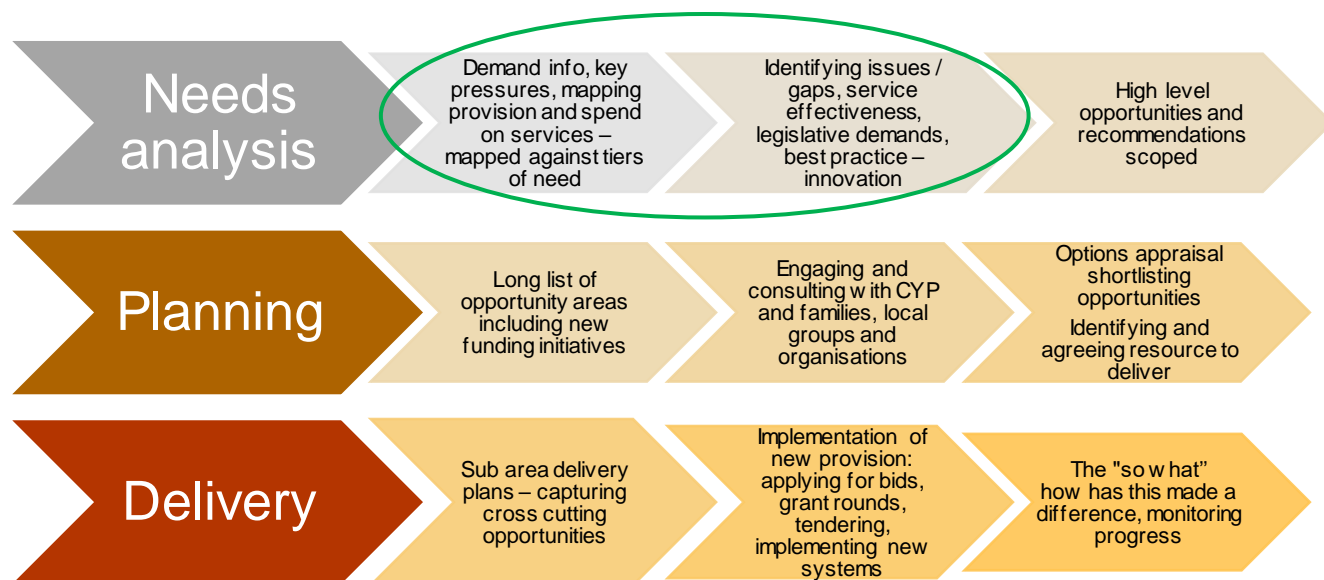 Needs
analysis
Demand info, key
pressures, mapping
provision and spend
on services –
mapped against tiers
of need
Identifying issues /
gaps, service
effectiveness,
legislative demands,
best practice –
innovation
High level
opportunities and
recommendations
scoped
Planning
Long list of
opportunity areas
including new
funding initiatives
Engaging and
consulting with CYP
and families, local
groups and
organisations
Options appraisal
shortlisting
opportunities
Identifying and
agreeing resource to
deliver
Delivery
Sub area delivery
plans – capturing
cross cutting
opportunities
Implementation of
new provision:
applying for bids,
grant rounds,
tendering,
implementing new
systems
The "so what”
how has this made a
difference, monitoring
progress